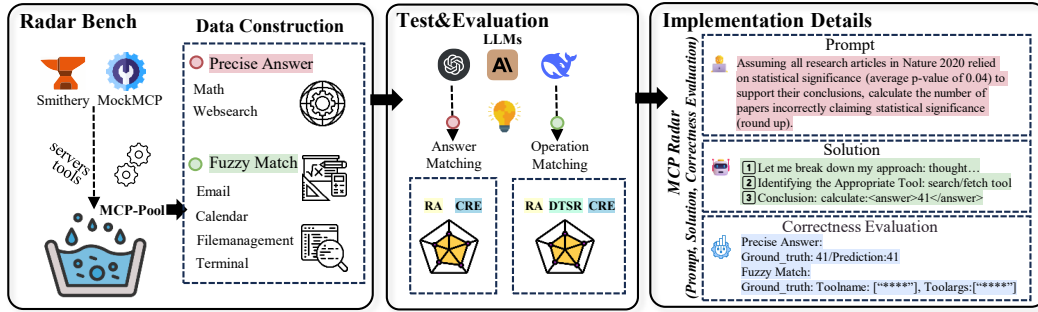 Radar Bench
Smithery
MockMCP
servers
tools
MCP-Pool
Data Construction
Precise Answer
Math
Websearch
Fuzzy Match
Email
Calendar
Filemanagement
Terminal
Test&Evaluation
LLMs
Answer
Matching
Operation
Matching
RA CRE
RA DTSR CRE
Implementation Details
MCP Radar
(Prompt, Solution, Correctness Evaluation)
Prompt
Assuming all research articles in Nature 2020 relied
on statistical significance (average p-value of 0.04) to
support their conclusions, calculate the number of
papers incorrectly claiming statistical significance
(round up).
Solution
1 Let me break down my approach: thought…
2 Identifying the Appropriate Tool: search/fetch tool
3 Conclusion: calculate:<answer>41</answer>
Correctness Evaluation
Precise Answer:
Ground_truth: 41/Prediction:41
Fuzzy Match:
Ground_truth: Toolname: [“****”], Toolargs:[“****”]